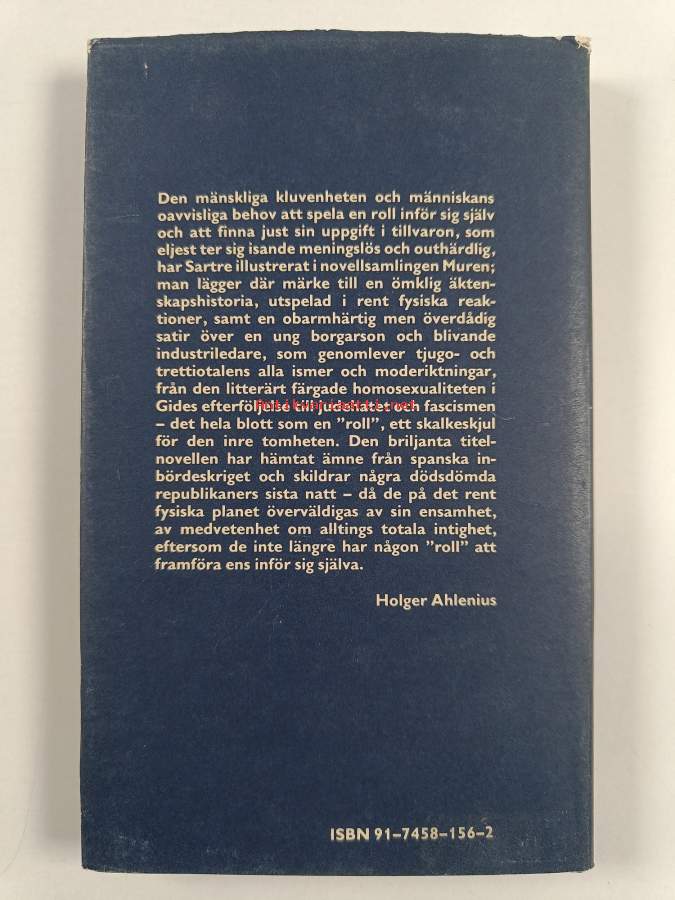 Den mänskliga kluvenheten och människans
oavvisliga behov att spela en roll inför sig själv
och att finna just sin uppgift i tillvaron, som
eljest ter sig isande meningslös och outhärdlig,
har Sartre illustrerat i novellsamlingen Muren;
man lägger där märke till en ömklig äkten-
skapshistoria, utspelad i rent fysiska reak-
tioner, samt en obarmhärtig men överdådig
satir över en ung borgarson och blivande
industriledare, som genomlever tjugo- och
trettiotalens alla ismer och moderiktningar,
från den litterärt färgade homosexualiteten i
Gides efterföljelse till judehatet och fascismen
– det hela blott som en ”roll”, ett skalkeskjul
för den inre tomheten. Den briljanta titel-
novellen har hämtat ämne från spanska in-
bördeskriget och skildrar några dödsdömda
republikaners sista natt – då de på det rent
fysiska planet överväldigas av sin ensamhet,
av medvetenhet om alltings totala intighet,
eftersom de inte längre har någon ”roll” att
framföra ens inför sig själva.
Holger Ahlenius
ISBN 91–7458–156–2